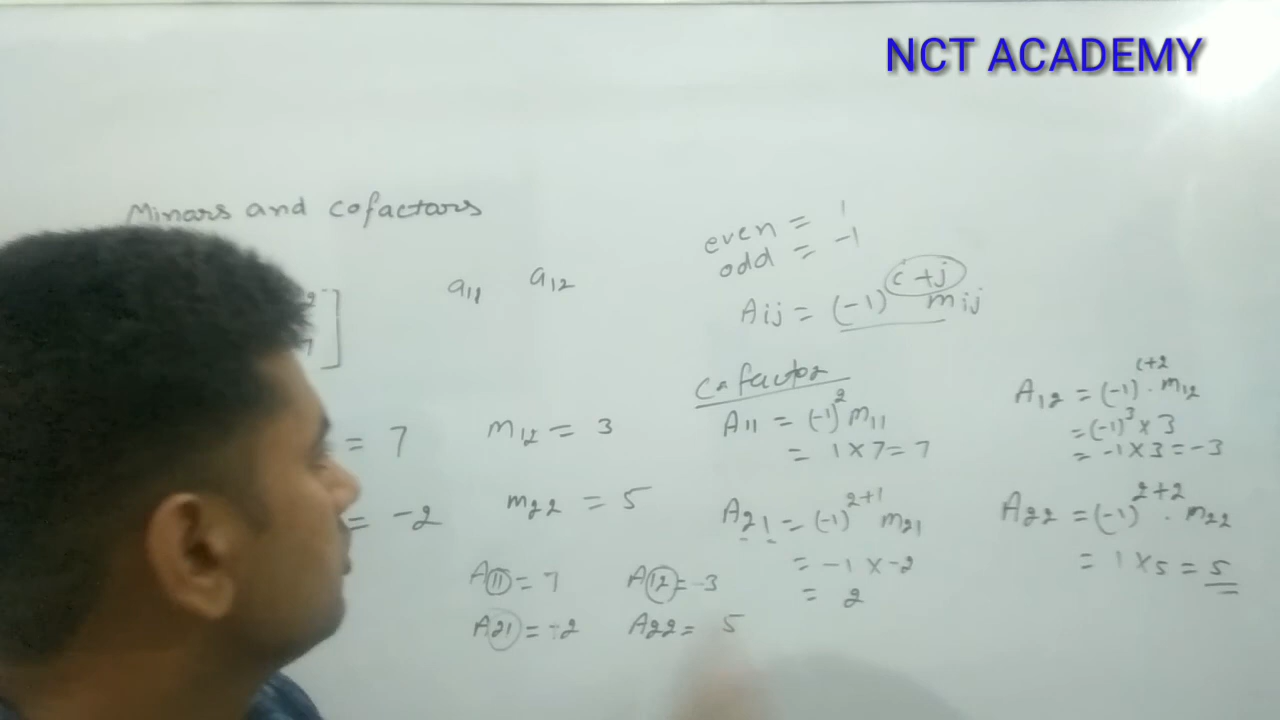 NCT ACADEMY
Minars and cofactars
a11 a12
= 7 m12 = 3
= -2 m22 = 5
A11 = 7 A12 = -3
A21 = -2 A22 = 5
even = 1
odd = -1
Aij = (-1)^i+j mij
Cofactor
A11 = (-1)^2 m11
= 1 x 7 = 7
A21 = (-1)^2+1 m21
= -1 x -2
= 2
A12 = (-1)^1+2 . m12
= (-1)^3 x 3
= -1 x 3 = -3
A22 = (-1)^2+2 . m22
= 1 x 5 = 5